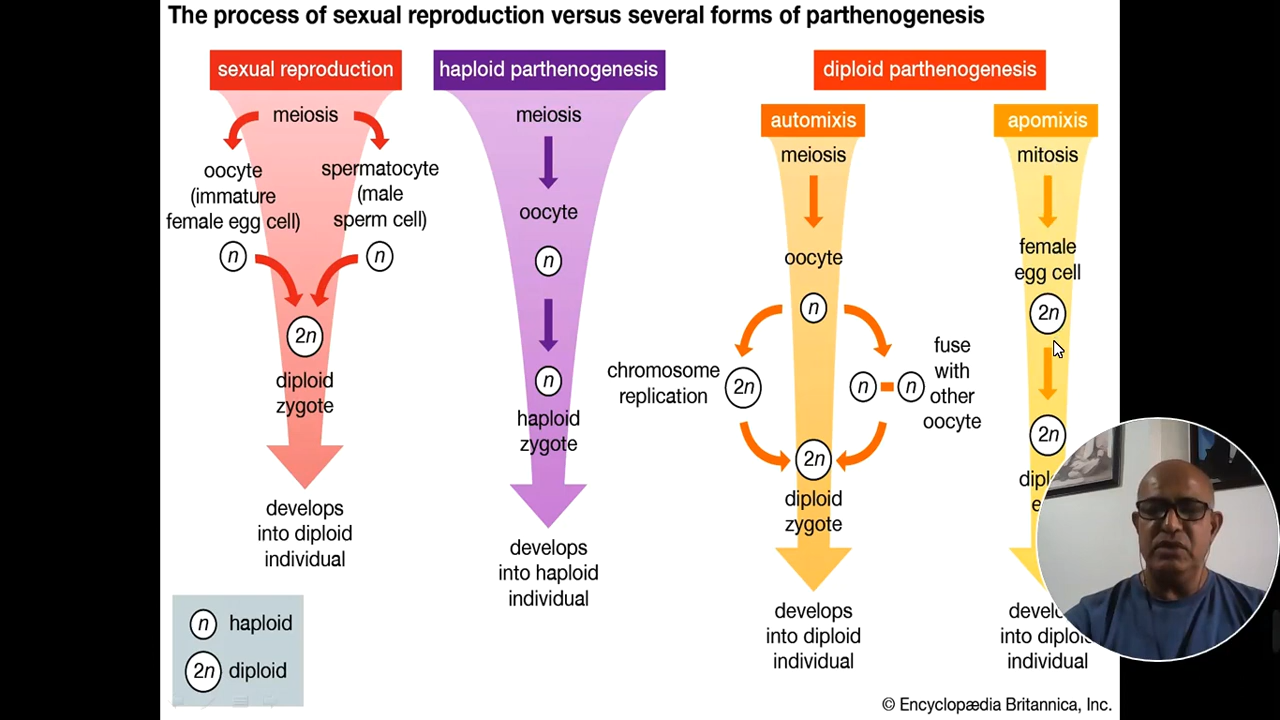 The process of sexual reproduction versus several forms of parthenogenesis
sexual reproduction
meiosis
oocyte
(immature
female egg cell)
spermatocyte
(male
sperm cell)
n
n
2n
diploid
zygote
develops
into diploid
individual
haploid parthenogenesis
meiosis
oocyte
n
n
haploid
zygote
develops
into haploid
individual
diploid parthenogenesis
automixis
meiosis
oocyte
n
chromosome
replication
2n
n
n
fuse
with
other
oocyte
2n
diploid
zygote
develops
into diploid
individual
apomixis
mitosis
female
egg cell
2n
2n
into
individual
n haploid
2n diploid
© Encyclopædia Britannica, Inc.